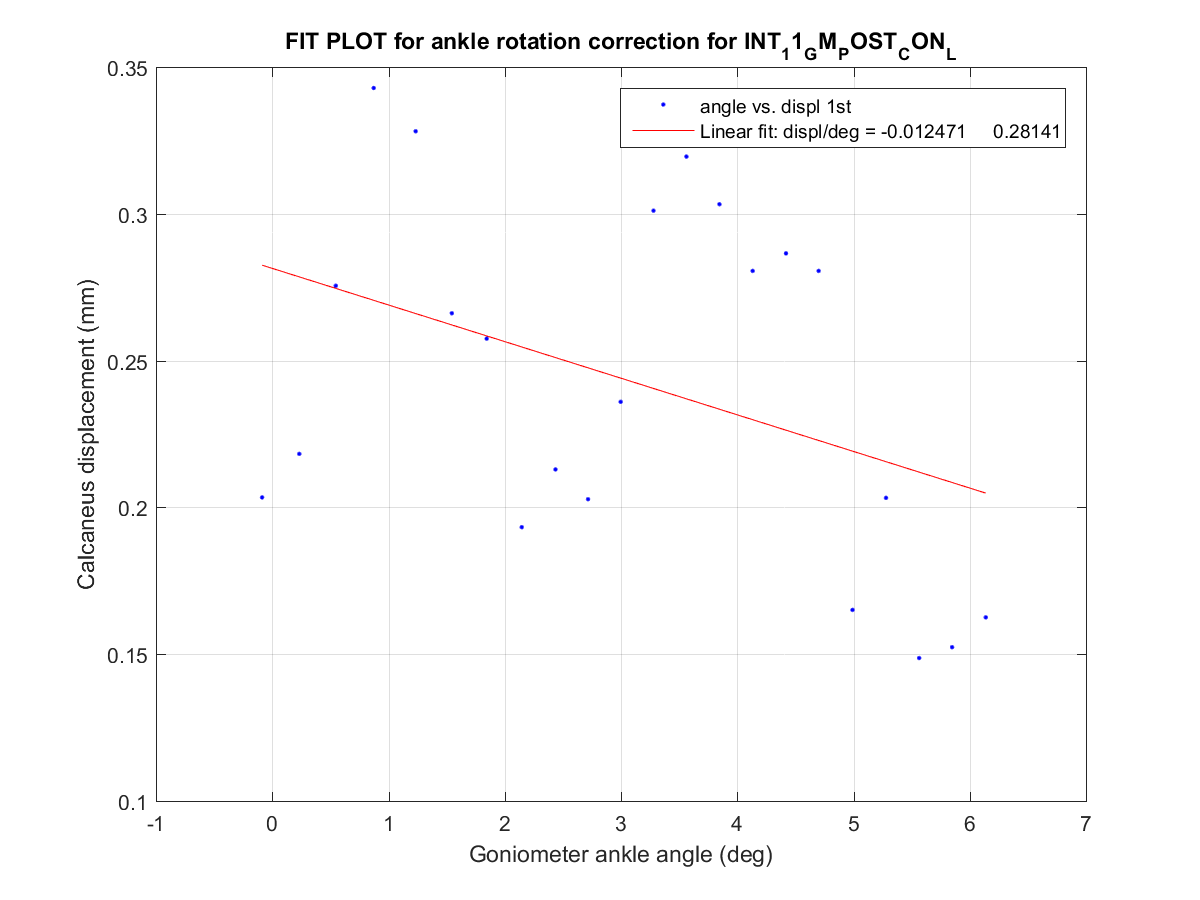 FIT PLOT for ankle rotation correction for INT₁1_GM_POST_CON_L
0.35
angle vs. displ 1st
Linear fit: displ/deg = -0.012471 0.28141
0.3
0.25
0.2
0.15
0.1
Calcaneus displacement (mm)
-1 0 1 2 3 4 5 6 7
Goniometer ankle angle (deg)